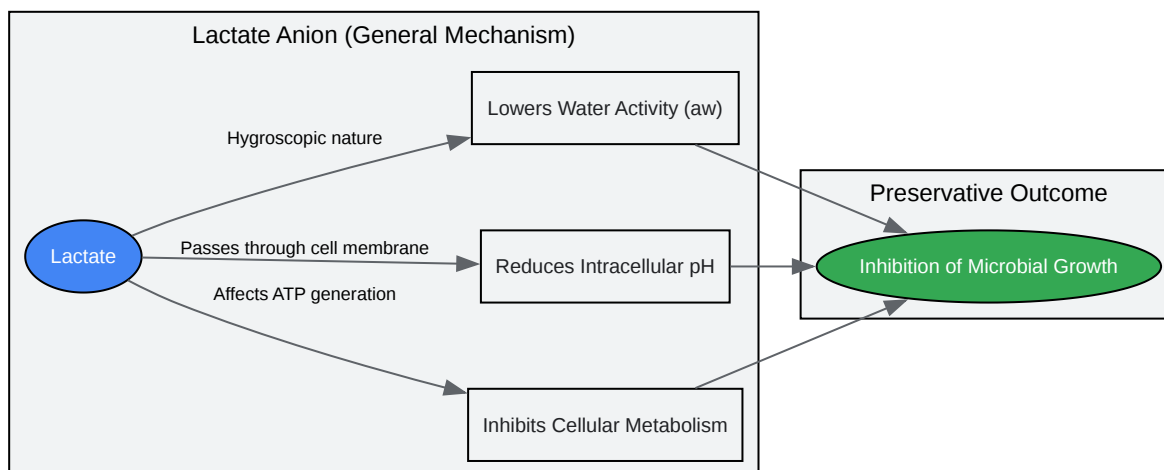 Lactate Anion (General Mechanism)
Lowers Water Activity (aw)
Hygroscopic nature
Preservative Outcome
Lactate
Passes through cell membrane
Reduces Intracellular pH
Inhibition of Microbial Growth
Affects ATP generation
Inhibits Cellular Metabolism